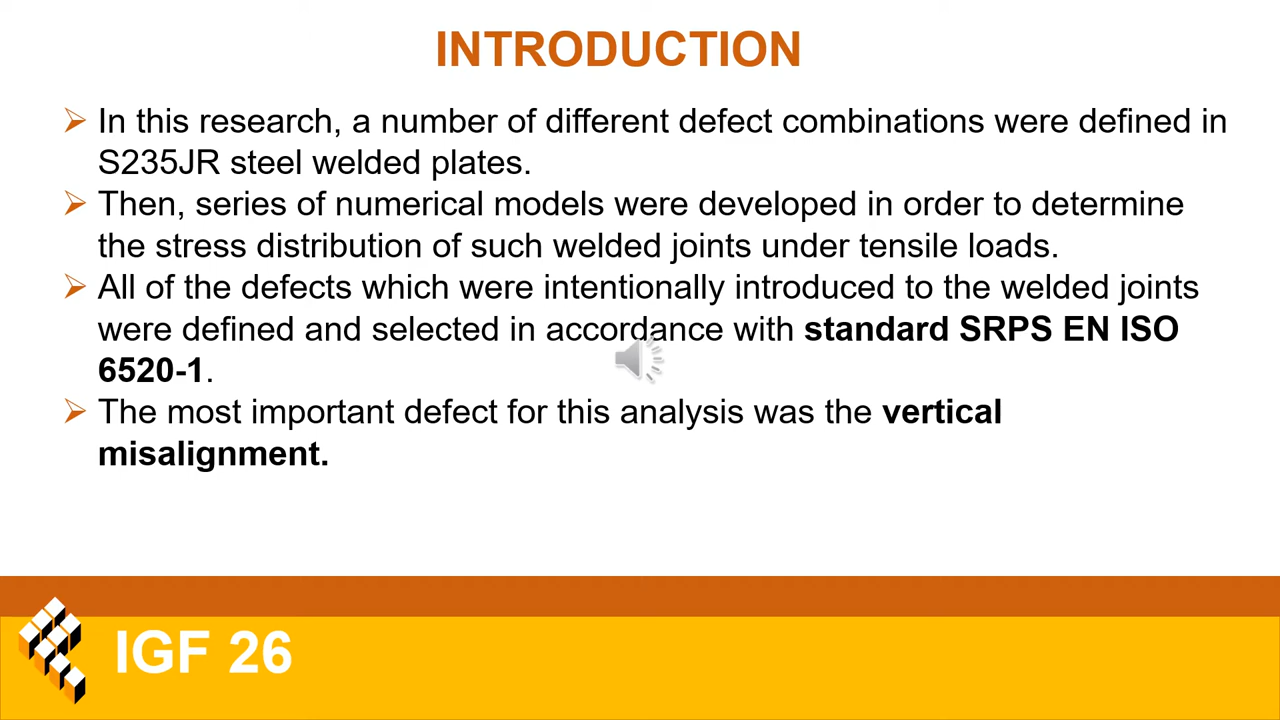 INTRODUCTION
In this research, a number of different defect combinations were defined in
S235JR steel welded plates.
Then, series of numerical models were developed in order to determine
the stress distribution of such welded joints under tensile loads.
All of the defects which were intentionally introduced to the welded joints
were defined and selected in accordance with standard SRPS EN ISO
6520-1.
The most important defect for this analysis was the vertical
misalignment.
IGF 26